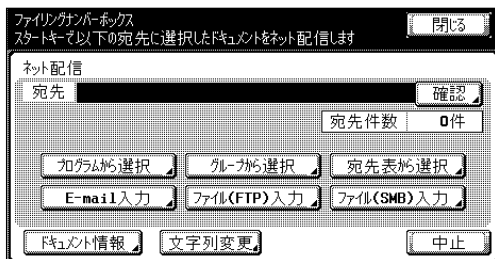 ファイリングナンバーボックス
スタートキーで以下の宛先に選択したドキュメントをネット配信します
閉じる
ネット配信
宛先
確認
宛先件数 0件
プログラムから選択 グループから選択 宛先表から選択
E-mail入力 ファイル(FTP)入力 ファイル(SMB)入力
ドキュメント情報 文字列変更 中止